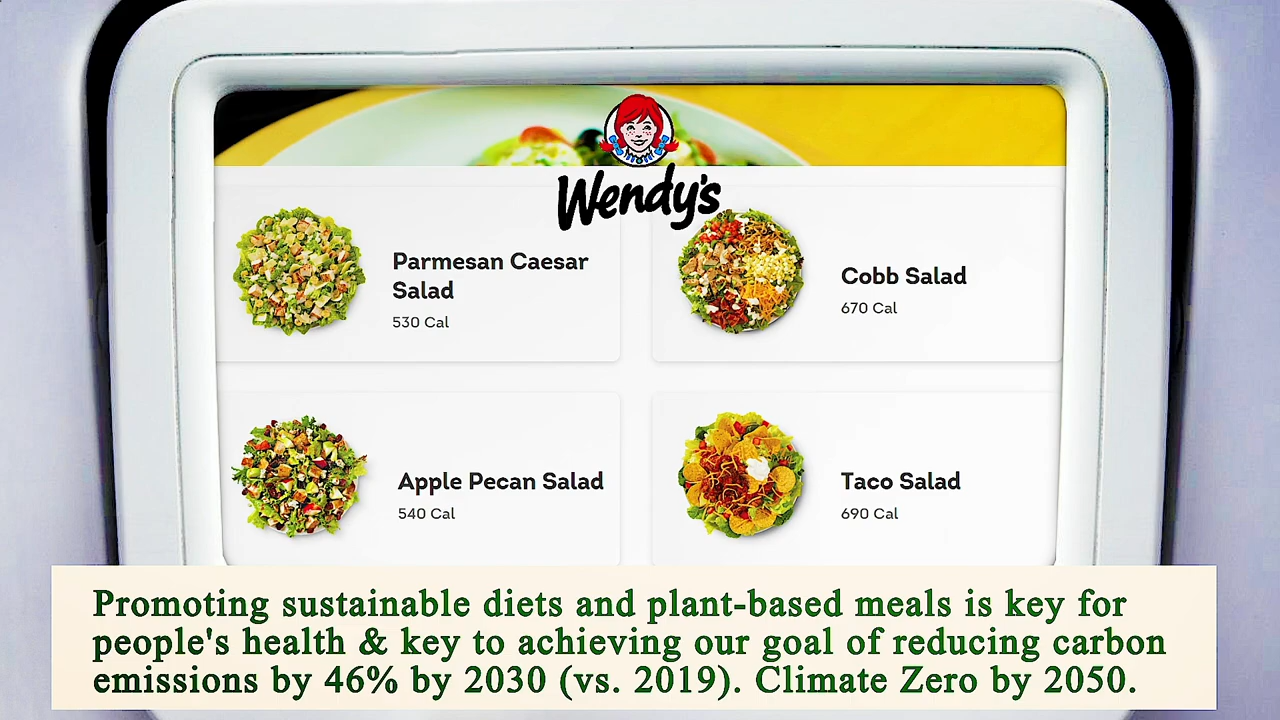 Wendy's
Parmesan Caesar
Salad
530 Cal
Cobb Salad
670 Cal
Apple Pecan Salad
540 Cal
Taco Salad
690 Cal
Promoting sustainable diets and plant-based meals is key for
people's health & key to achieving our goal of reducing carbon
emissions by 46% by 2030 (vs. 2019). Climate Zero by 2050.